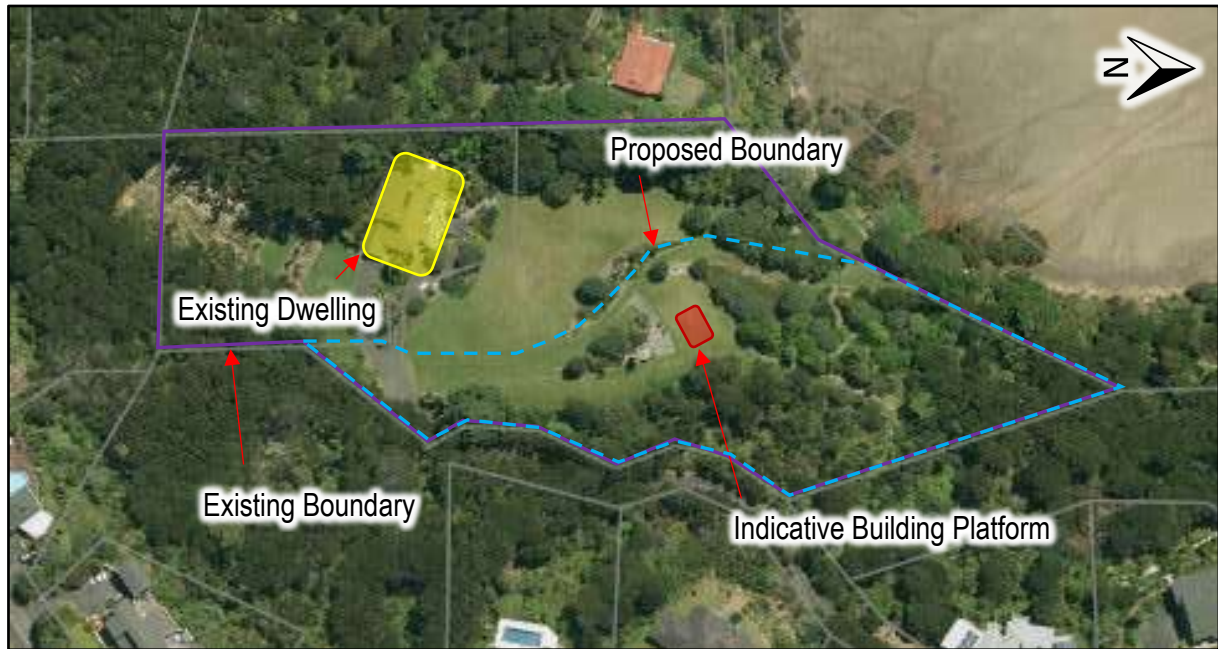 N
Proposed Boundary
Existing Dwelling
Existing Boundary
Indicative Building Platform